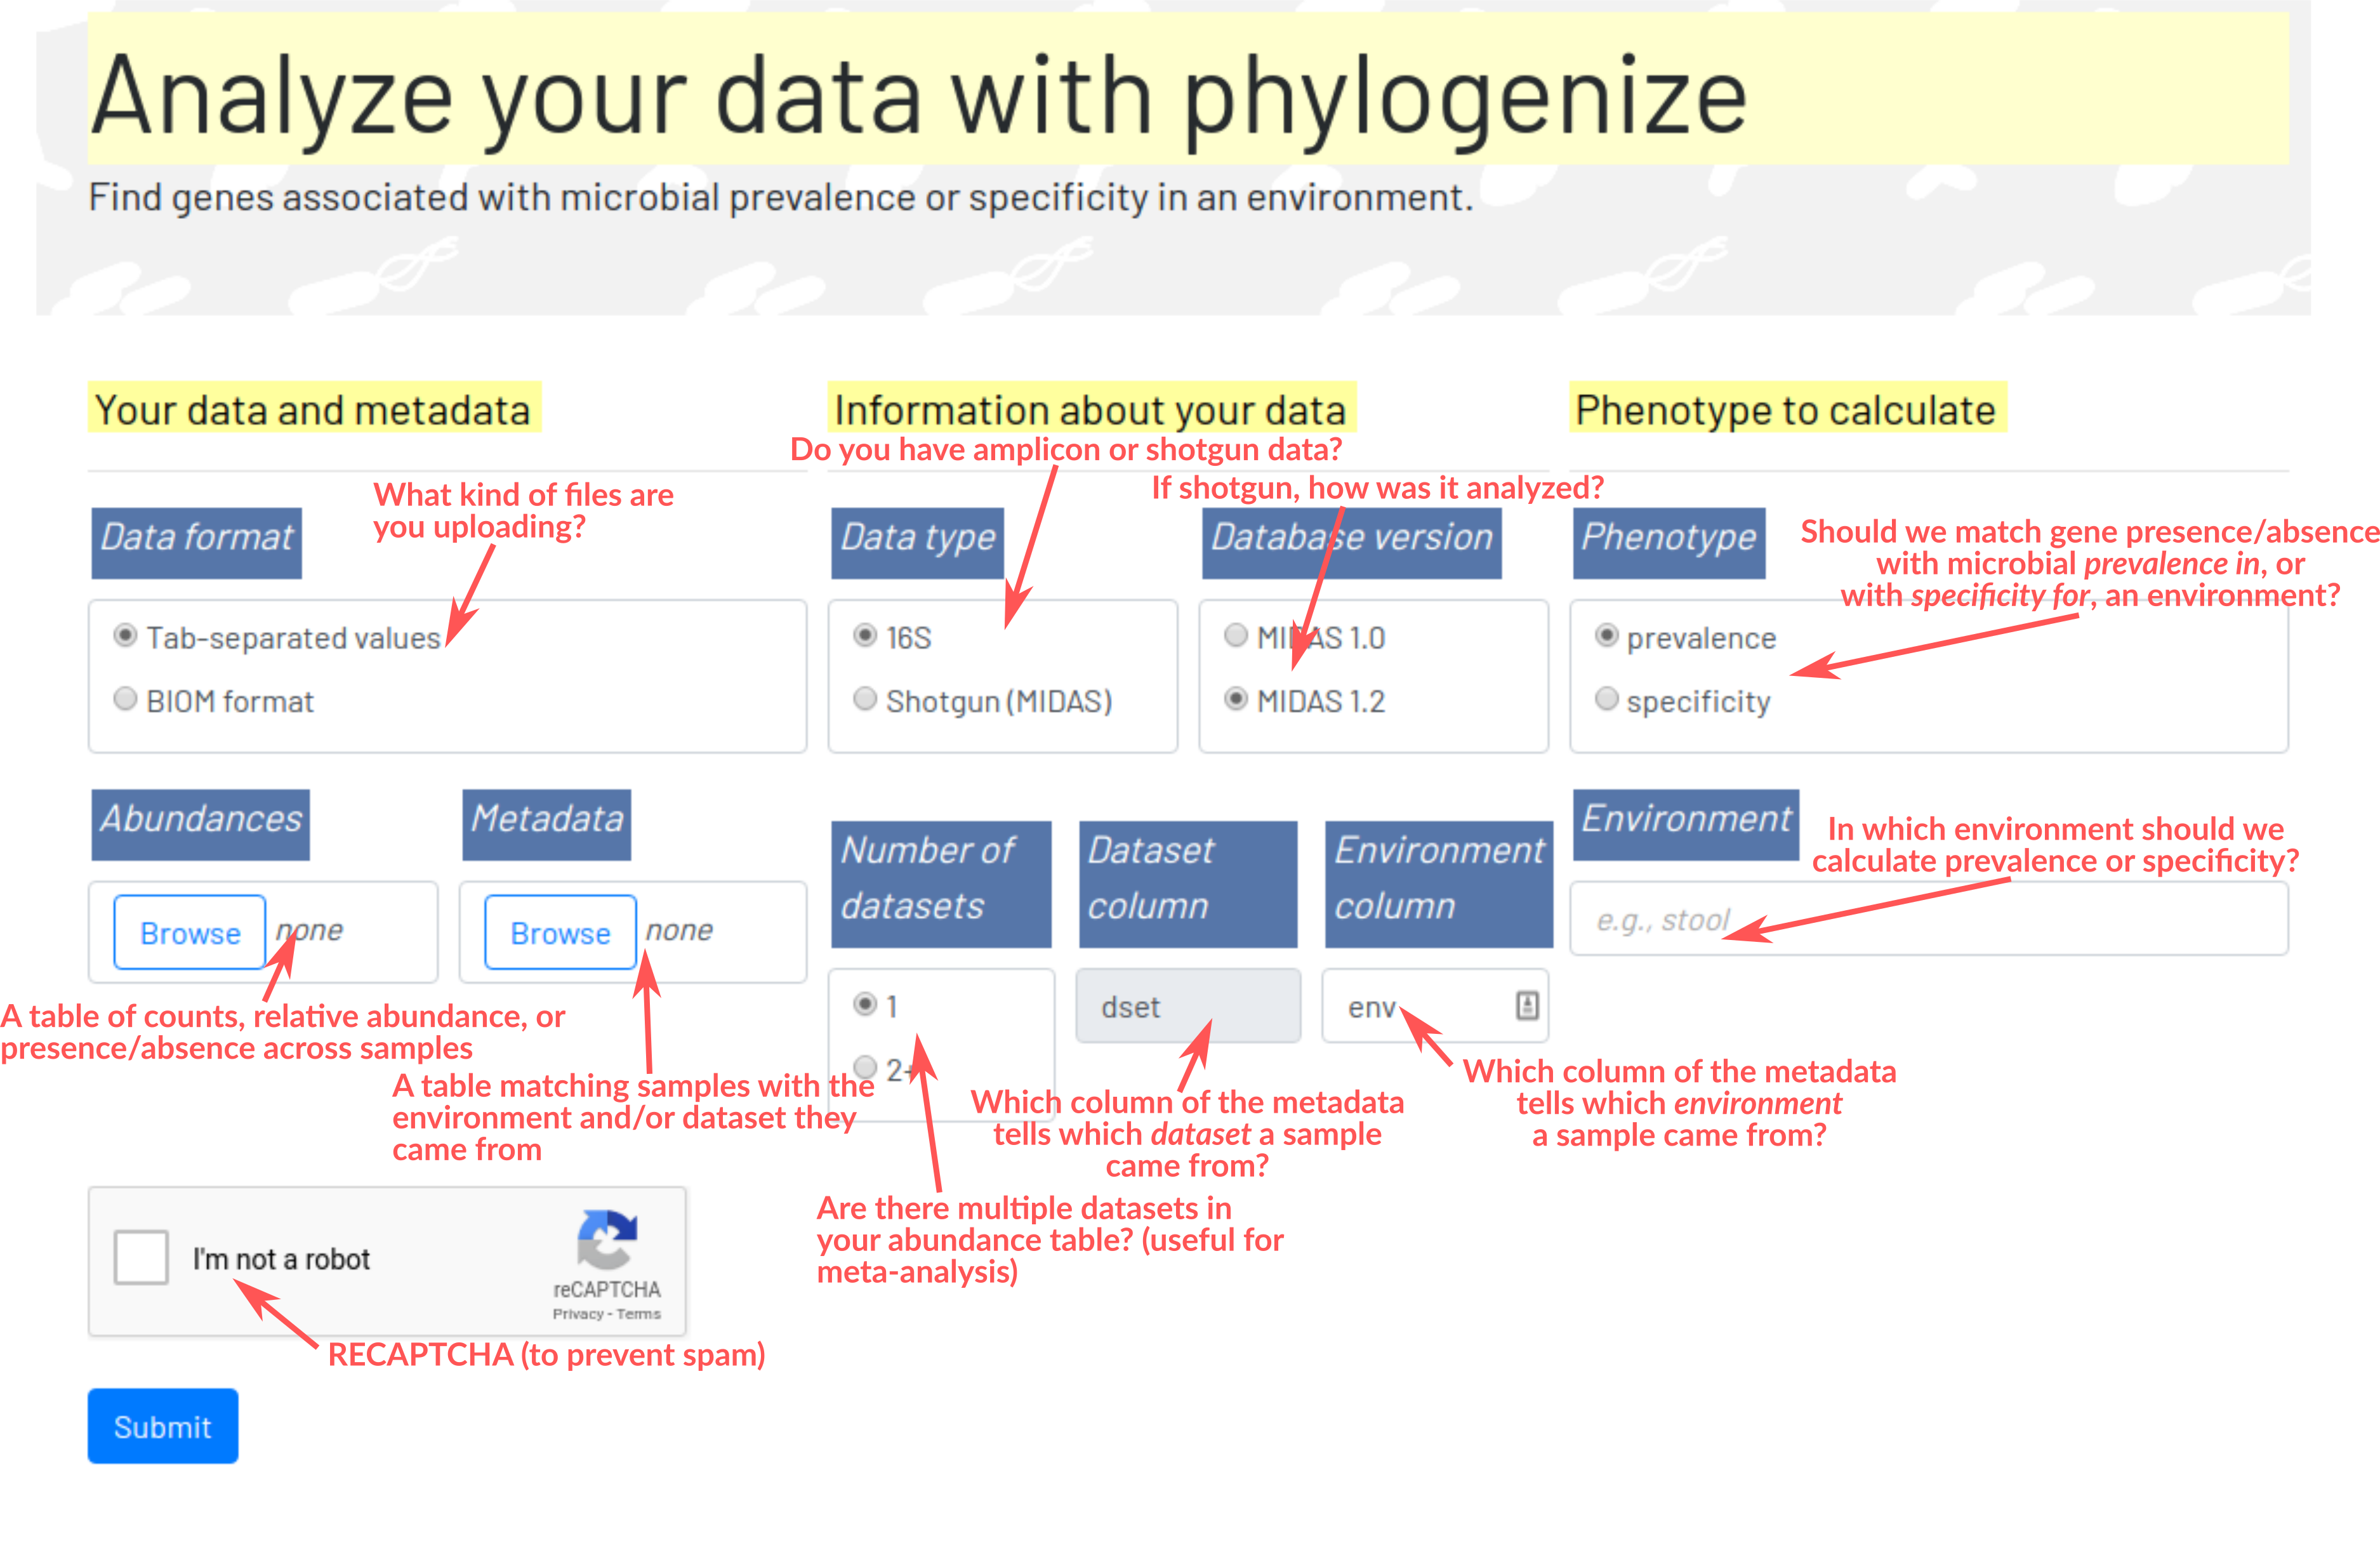 Analyze your data with phylogenize
Find genes associated with microbial prevalence or specificity in an environment.
Your data and metadata
Information about your data
Phenotype to calculate
Do you have amplicon or shotgun data?
What kind of files are
you uploading?
If shotgun, how was it analyzed?
Should we match gene presence/absence
with microbial prevalence in, or
with specificity for, an environment?
Data format
Data type
Database version
Phenotype
Tab-separated values
BIOM format
16S
Shotgun (MIDAS)
MIDAS 1.0
MIDAS 1.2
prevalence
specificity
Abundances
Metadata
Number of
datasets
Dataset
column
Environment
column
Environment
In which environment should we
calculate prevalence or specificity?
Browse none
Browse none
e.g., stool
1
2+
dset
env
A table of counts, relative abundance, or
presence/absence across samples
A table matching samples with the
environment and/or dataset they
came from
Which column of the metadata
tells which dataset a sample
came from?
Which column of the metadata
tells which environment
a sample came from?
Are there multiple datasets in
your abundance table? (useful for
meta-analysis)
I'm not a robot
reCAPTCHA
Privacy - Terms
RECAPTCHA (to prevent spam)
Submit